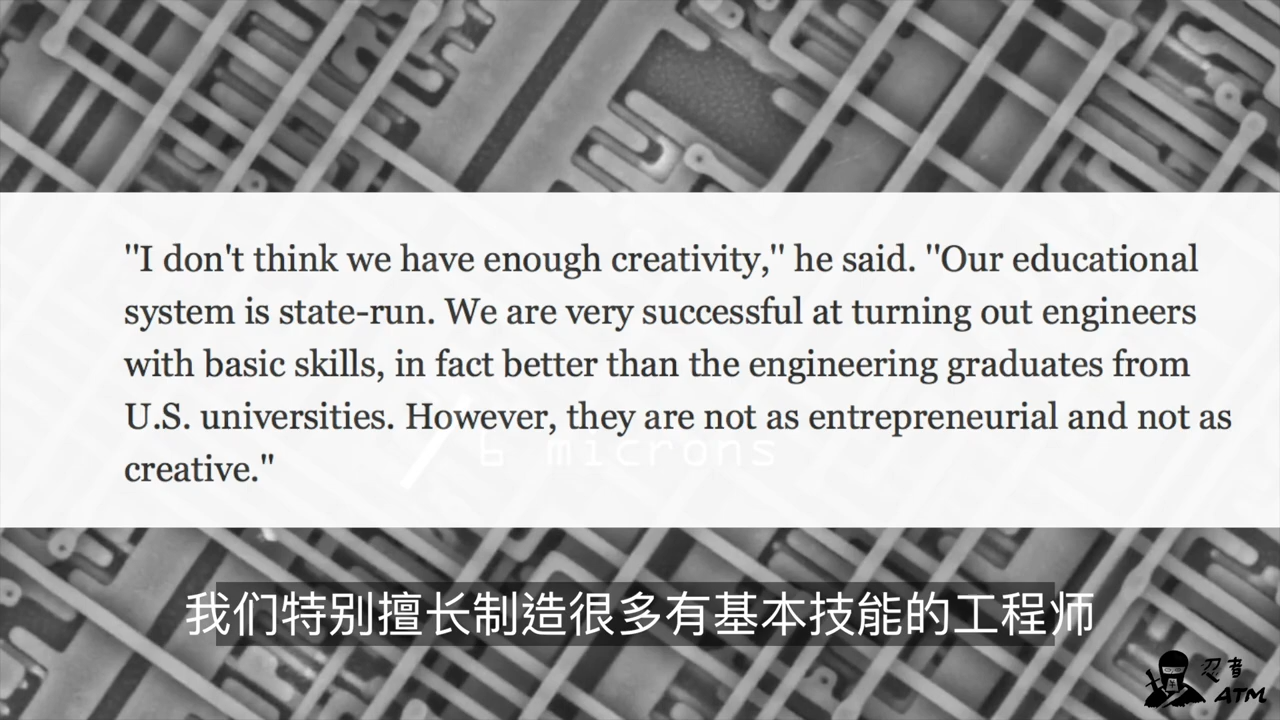 "I don't think we have enough creativity," he said. "Our educational
system is state-run. We are very successful at turning out engineers
with basic skills, in fact better than the engineering graduates from
U.S. universities. However, they are not as entrepreneurial and not as
creative."
6 microns
我们特别擅长制造很多有基本技能的工程师
忍者
ATM